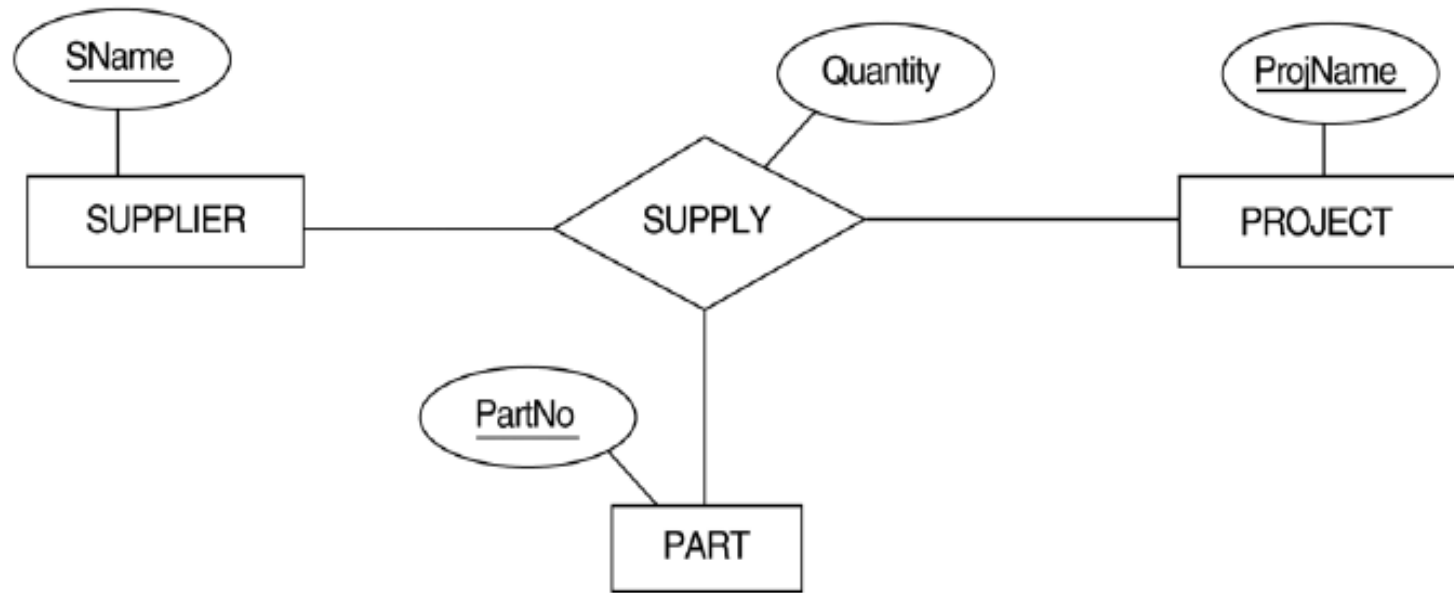 SName
Quantity
ProjName
SUPPLIER
SUPPLY
PROJECT
PartNo
PART